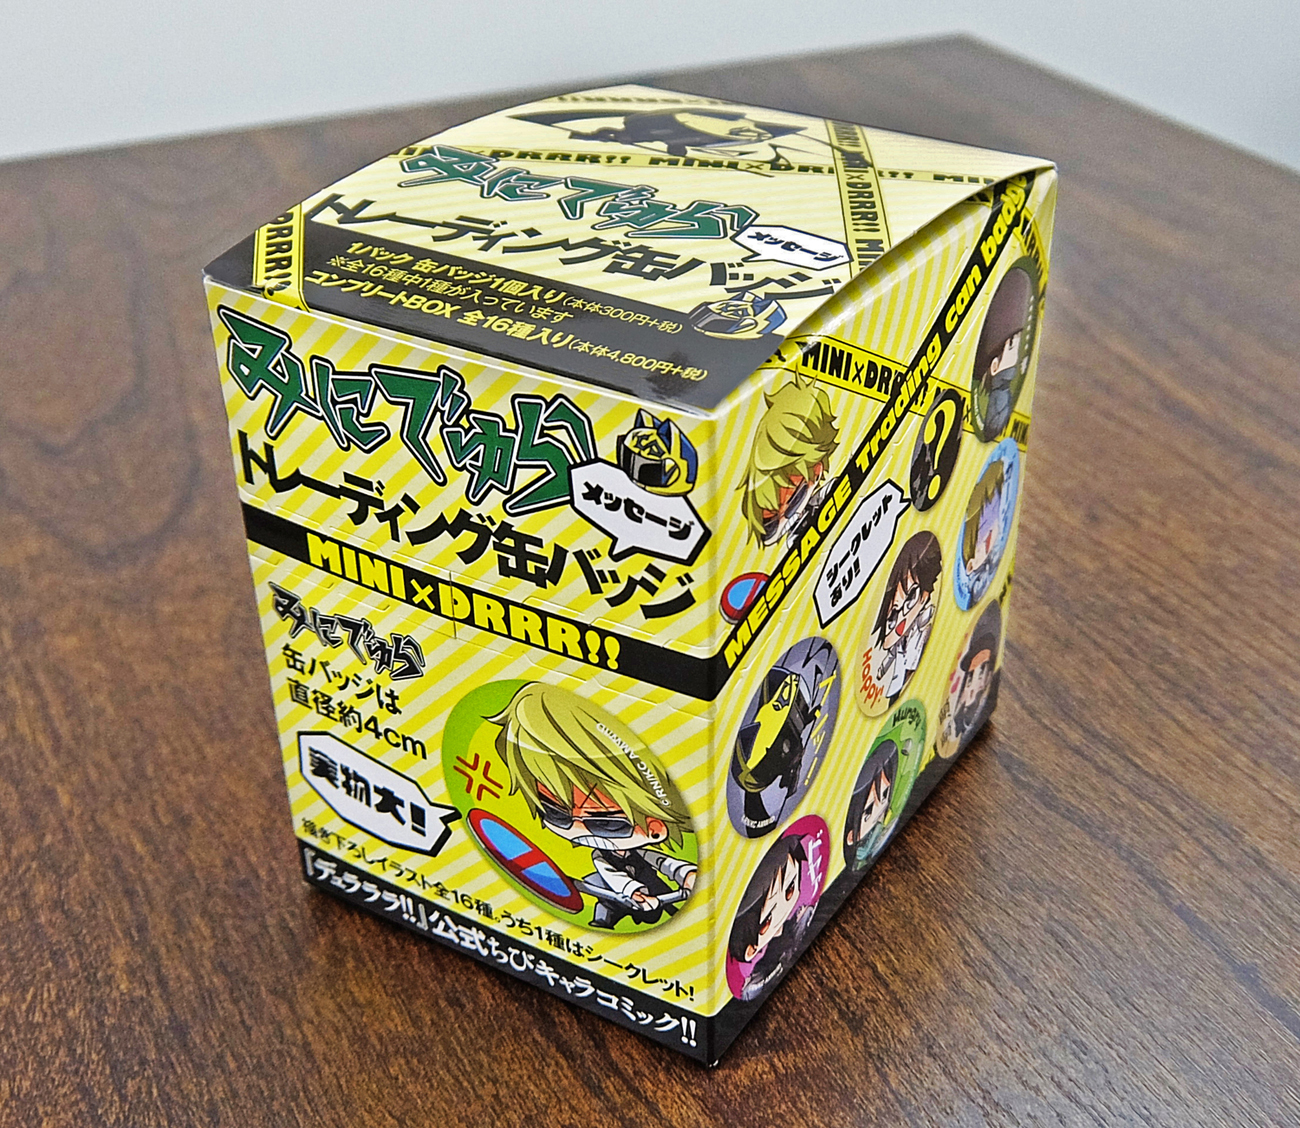 MINI×DRRR!!
みにでゅら
トレーディング缶バッジ
メッセージ
1パック 缶バッジ1個入り(本体300円+税)
※全16種中1種が入っています
コンプリートBOX 全16種入り(本体4,800円+税)
みにでゅら
メッセージ
トレーディング缶バッジ
MINI×DRRR!!
みにでゅら
缶バッジは
直径約4cm
実物大!
描き下ろしイラスト全16種。うち1種はシークレット!
『デュラララ!!』公式ちびキャラコミック!!
MESSAGE Trading can badge
?
シークレット
あり!
Happy!
Hungry